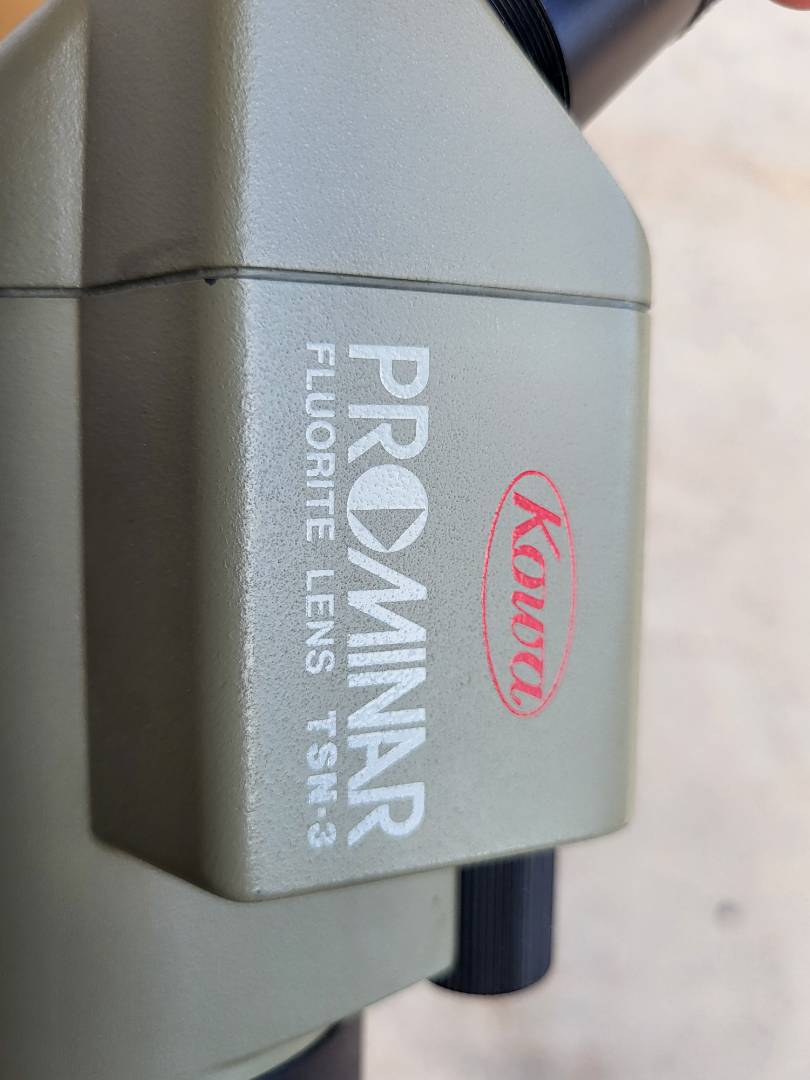 Kowa
PROMINAR
FLUORITE LENS TSN-3